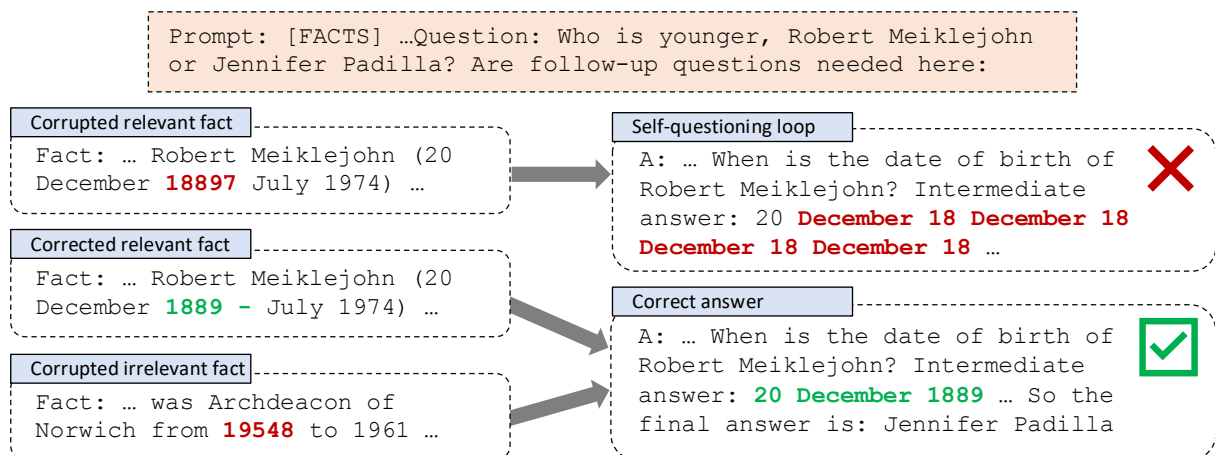 Prompt: [FACTS] …Question: Who is younger, Robert Meiklejohn
or Jennifer Padilla? Are follow-up questions needed here:
Corrupted relevant fact
Fact: … Robert Meiklejohn (20
December 18897 July 1974) …
Self-questioning loop
A: … When is the date of birth of
Robert Meiklejohn? Intermediate
answer: 20 December 18 December 18
December 18 December 18 …
Corrected relevant fact
Fact: … Robert Meiklejohn (20
December 1889 - July 1974) …
Corrupted irrelevant fact
Fact: … was Archdeacon of
Norwich from 19548 to 1961 …
Correct answer
A: … When is the date of birth of
Robert Meiklejohn? Intermediate
answer: 20 December 1889 … So the
final answer is: Jennifer Padilla